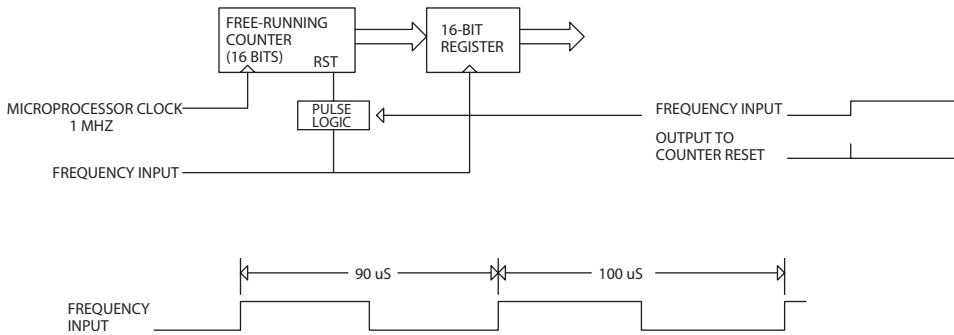 FREE-RUNNING
COUNTER
(16 BITS)
RST
16-BIT
REGISTER
MICROPROCESSOR CLOCK
1 MHZ
PULSE
LOGIC
FREQUENCY INPUT
FREQUENCY INPUT
OUTPUT TO
COUNTER RESET
90 uS
100 uS
FREQUENCY
INPUT